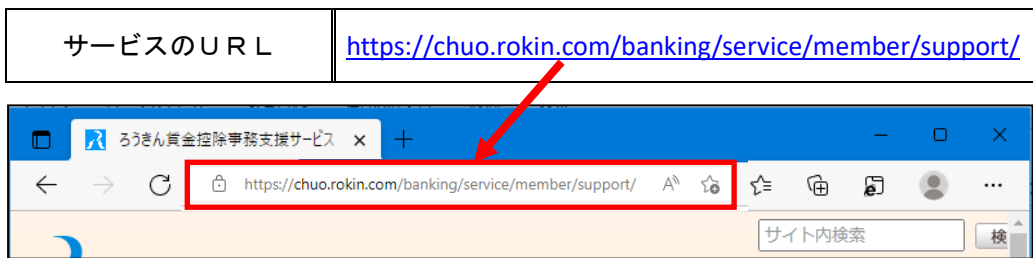 サービスのＵＲＬ
https://chuo.rokin.com/banking/service/member/support/
ろうきん賃金控除事務支援サービス
https://chuo.rokin.com/banking/service/member/support/
サイト内検索
検